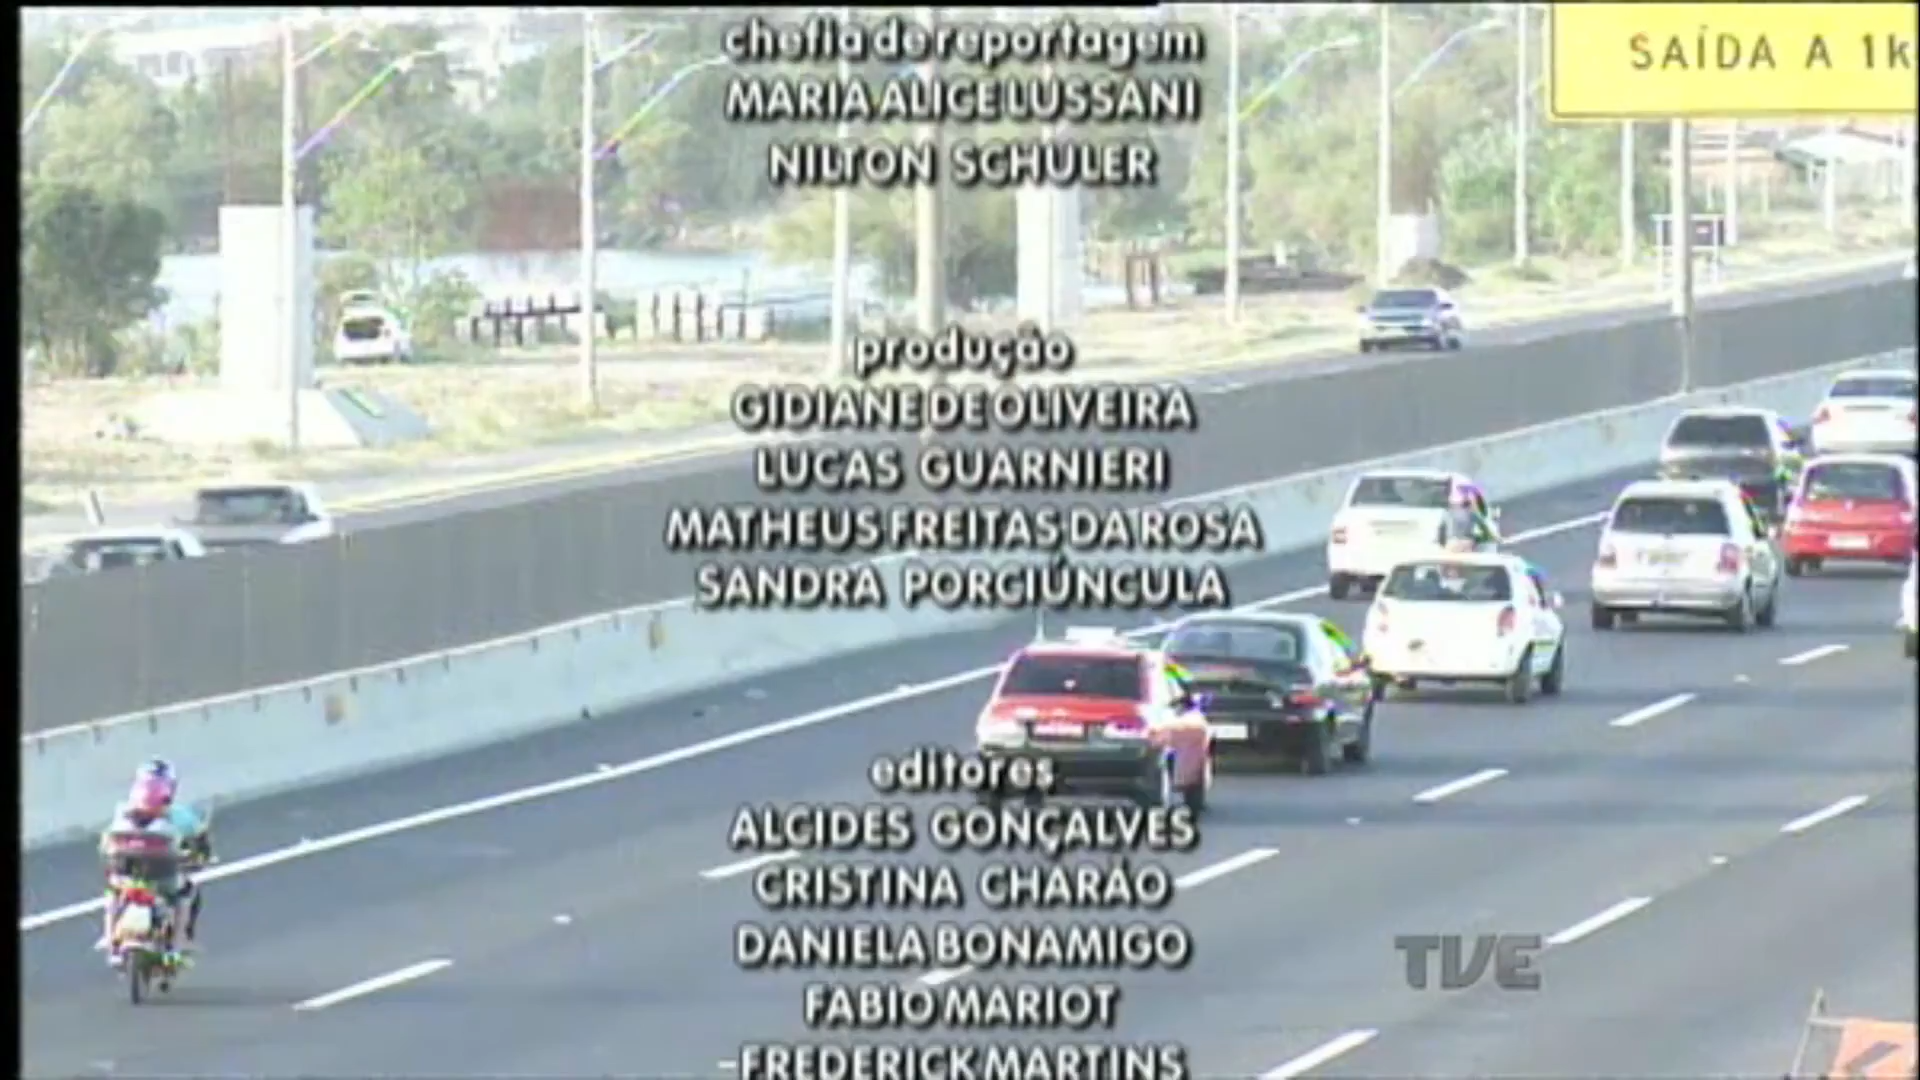 SAÍDA A 1k
chefia de reportagem
MARIA ALICE LUSSANI
NILTON SCHULER
produção
GIDIANE DE OLIVEIRA
LUCAS GUARNIERI
MATHEUS FREITAS DA ROSA
SANDRA PORCIÚNCULA
editores
ALCIDES GONÇALVES
CRISTINA CHARÃO
DANIELA BONAMIGO
FABIO MARIOT
FREDERICK MARTINS
TVE